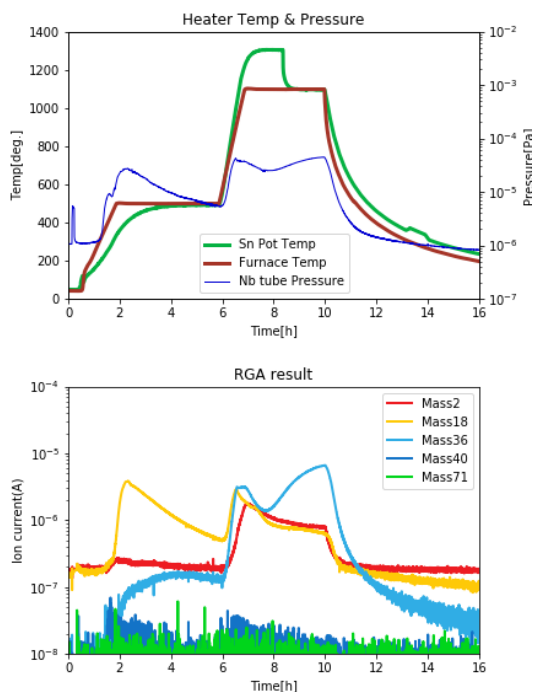 Heater Temp & Pressure
1400
1200
1000
800
600
400
200
0
Temp[deg.]
10⁻²
10⁻³
10⁻⁴
10⁻⁵
10⁻⁶
10⁻⁷
Pressure[Pa]
Sn Pot Temp
Furnace Temp
Nb tube Pressure
0 2 4 6 8 10 12 14 16
Time[h]
RGA result
10⁻⁴
10⁻⁵
10⁻⁶
10⁻⁷
10⁻⁸
Ion current(A)
Mass2
Mass18
Mass36
Mass40
Mass71
0 2 4 6 8 10 12 14 16
Time[h]